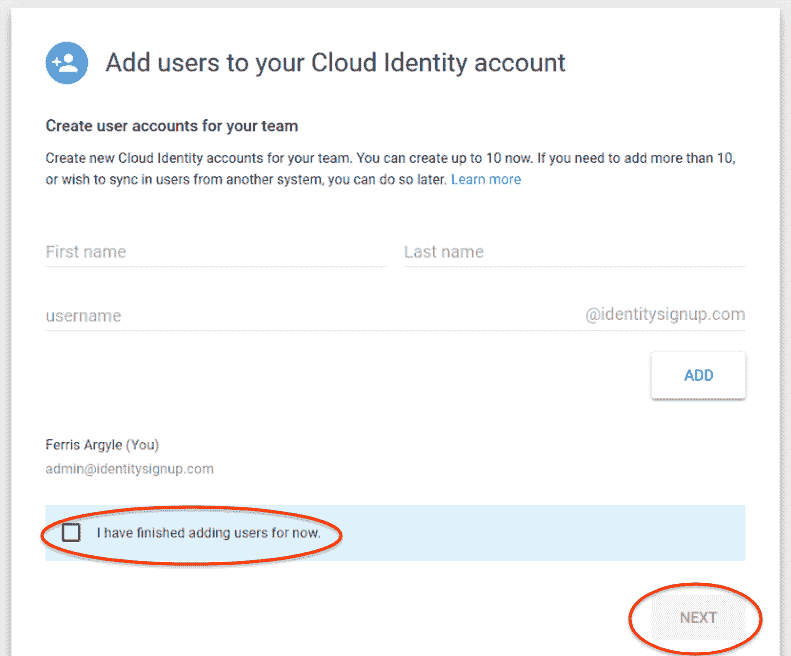 Add users to your Cloud Identity account
Create user accounts for your team
Create new Cloud Identity accounts for your team. You can create up to 10 now. If you need to add more than 10,
or wish to sync in users from another system, you can do so later. Learn more
First name Last name
username @identitysignup.com
ADD
Ferris Argyle (You)
admin@identitysignup.com
I have finished adding users for now.
NEXT